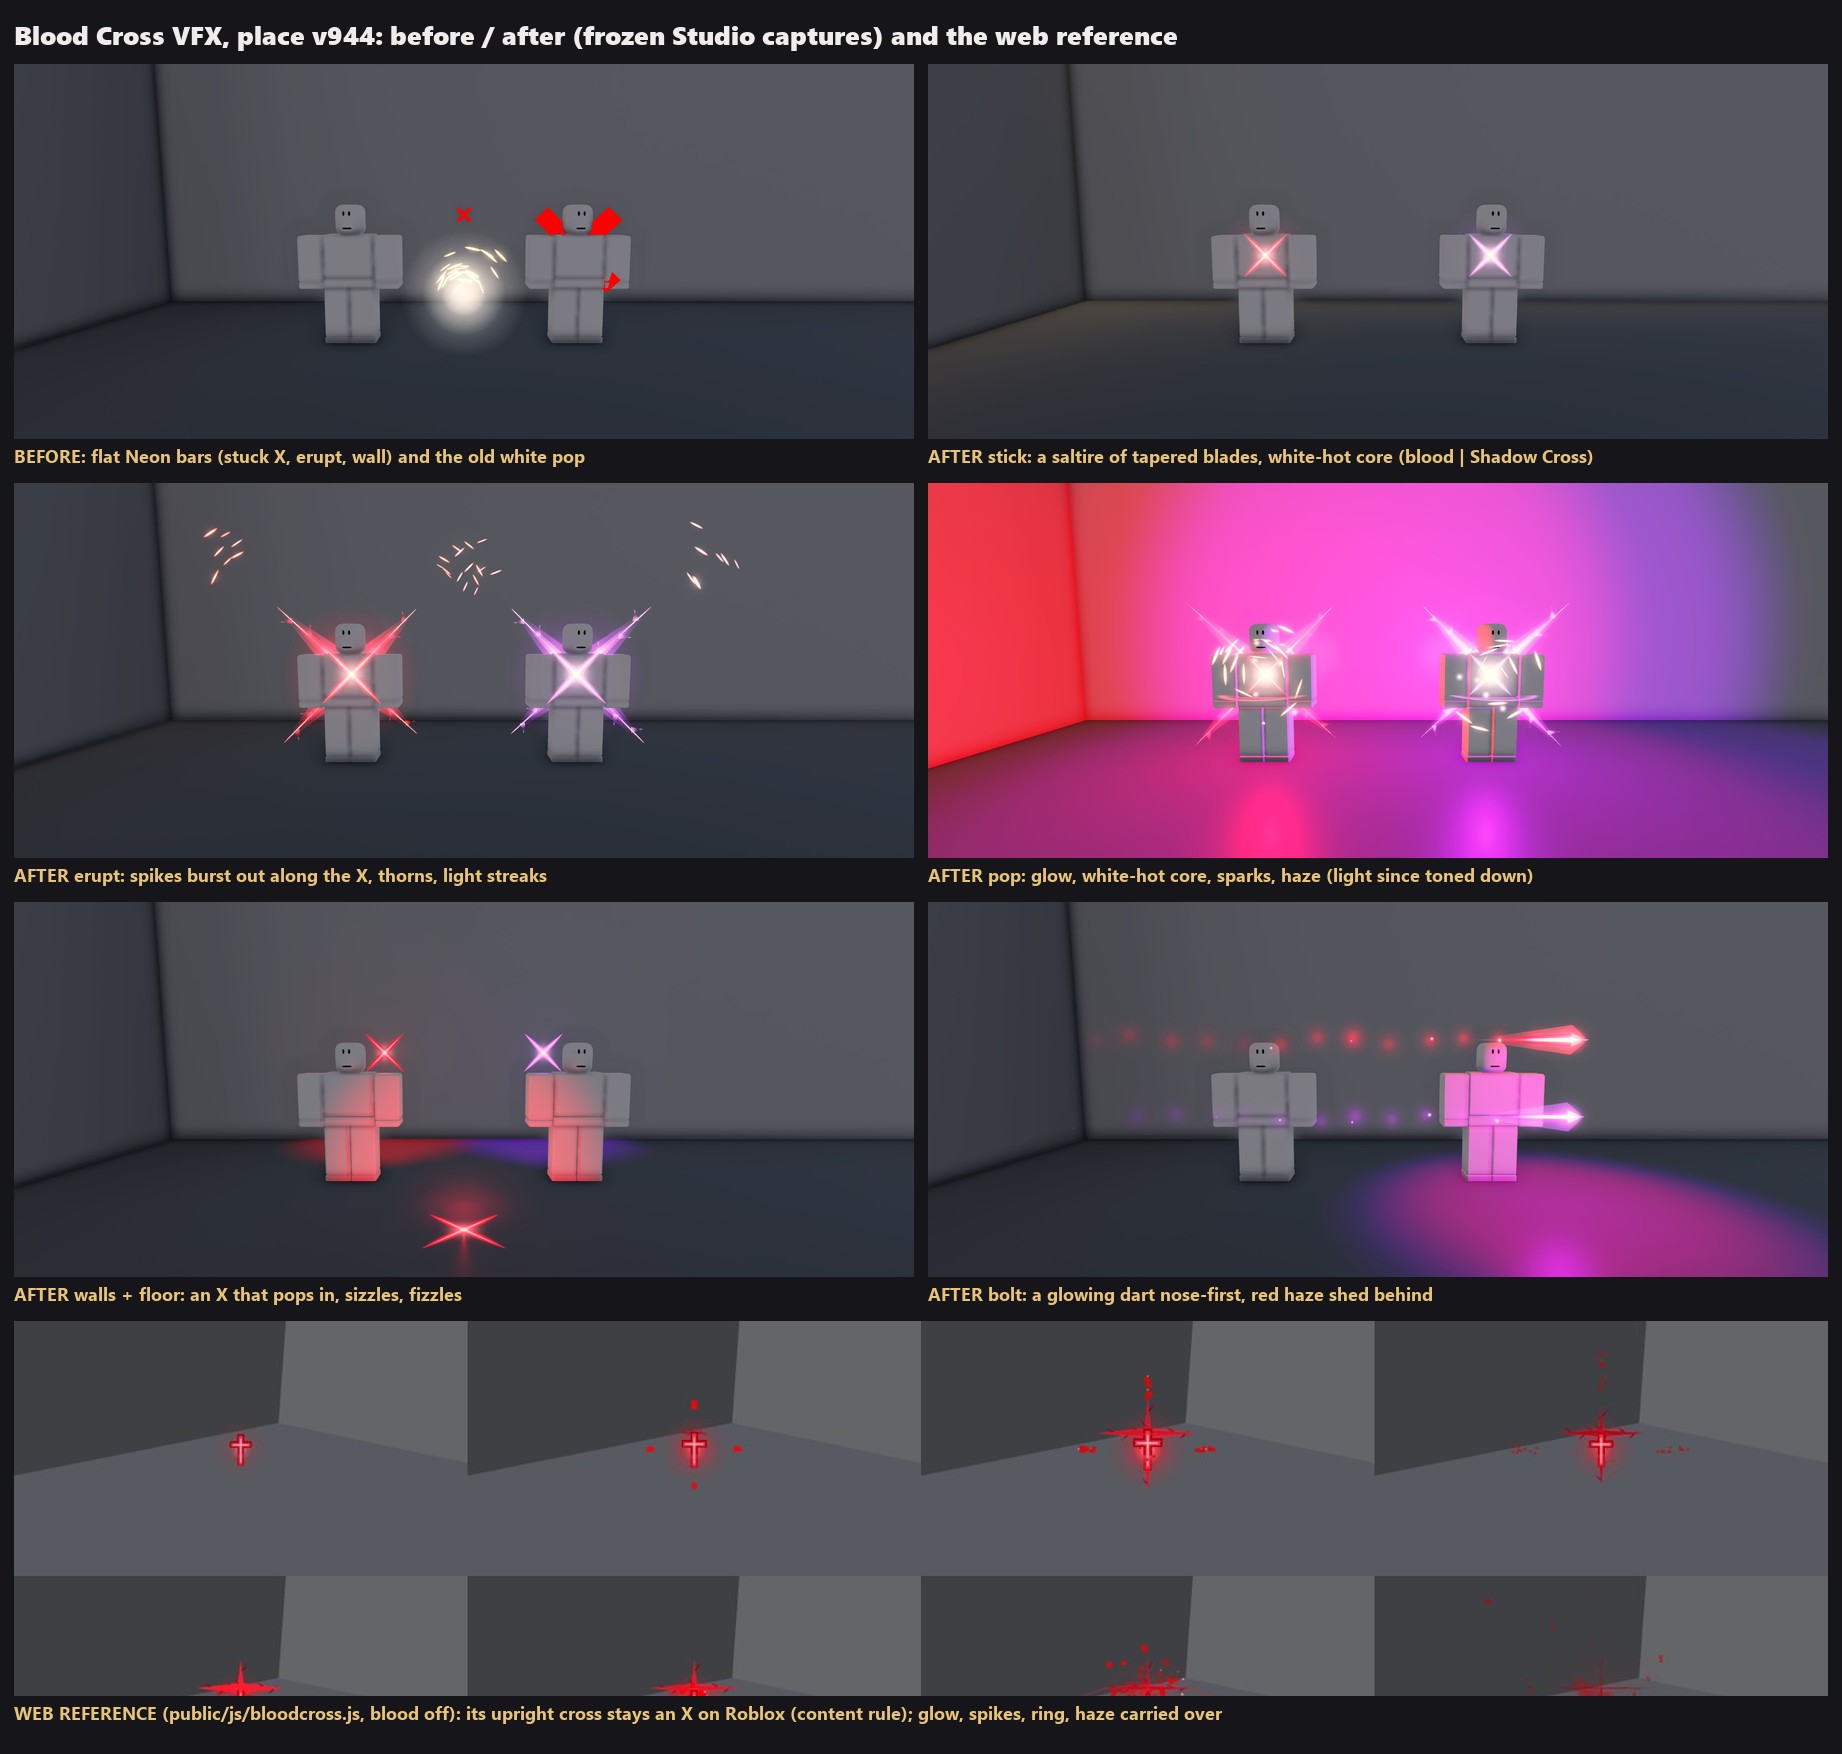 Blood Cross VFX, place v944: before / after (frozen Studio captures) and the web reference
BEFORE: flat Neon bars (stuck X, erupt, wall) and the old white pop
AFTER stick: a saltire of tapered blades, white-hot core (blood | Shadow Cross)
AFTER erupt: spikes burst out along the X, thorns, light streaks
AFTER pop: glow, white-hot core, sparks, haze (light since toned down)
AFTER walls + floor: an X that pops in, sizzles, fizzles
AFTER bolt: a glowing dart nose-first, red haze shed behind
WEB REFERENCE (public/js/bloodcross.js, blood off): its upright cross stays an X on Roblox (content rule); glow, spikes, ring, haze carried over